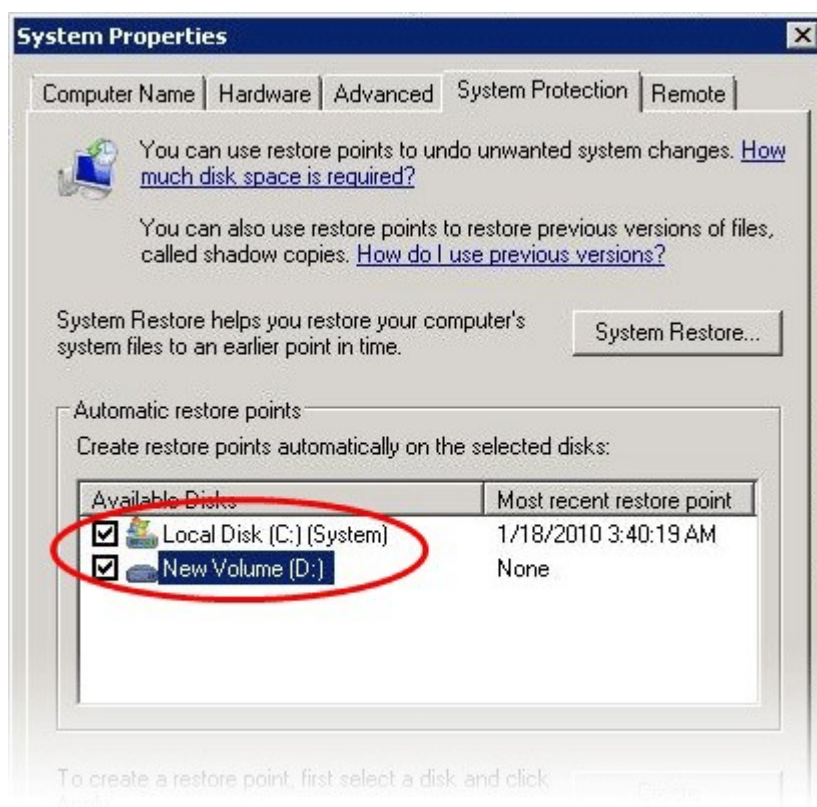 System Properties
Computer Name
Hardware
Advanced
System Protection
Remote
You can use restore points to undo unwanted system changes. How
much disk space is required?
You can also use restore points to restore previous versions of files,
called shadow copies. How do I use previous versions?
System Restore helps you restore your computer's
system files to an earlier point in time.
System Restore...
Automatic restore points
Create restore points automatically on the selected disks:
Available Disks
Most recent restore point
Local Disk (C:) (System)
1/18/2010 3:40:19 AM
New Volume (D:)
None
To create a restore point, first select a disk and click